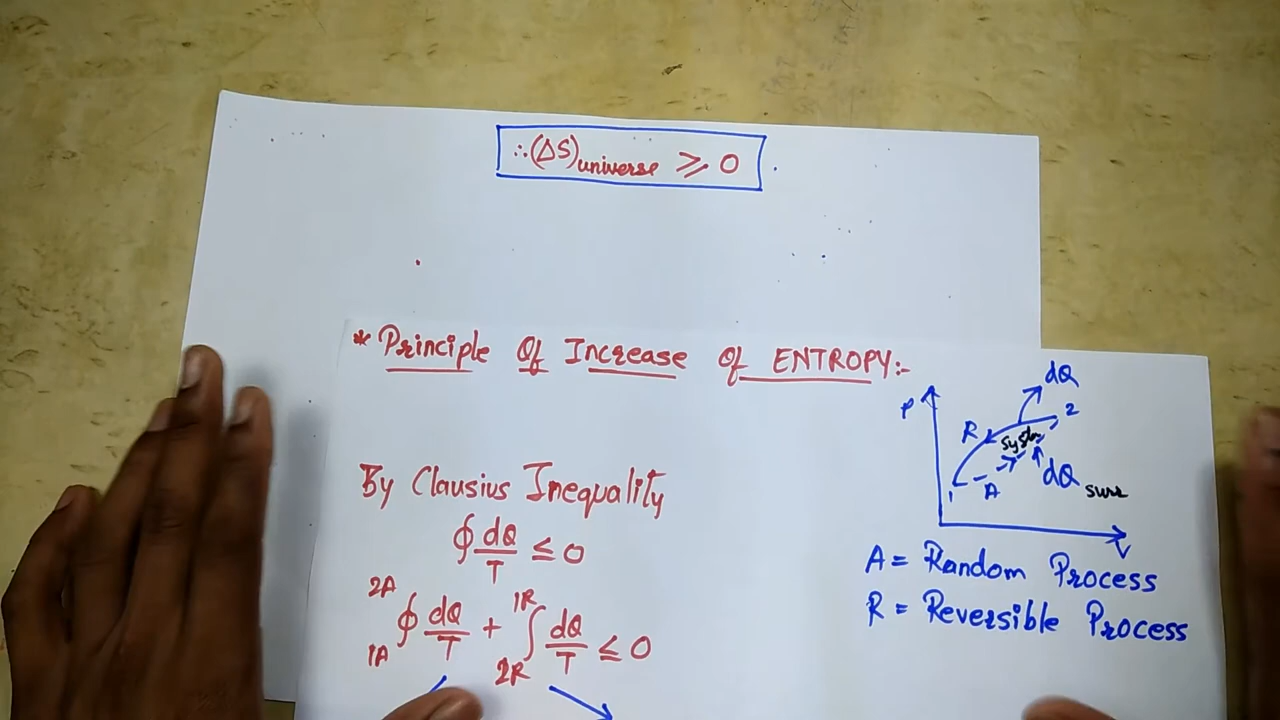 ∴(ΔS)universe ≥ 0
* Principle Of Increase Of ENTROPY:-
By Clausius Inequality
∮ dQ/T ≤ 0
2A ∮ 1A dQ/T + 1R ∫ 2R dQ/T ≤ 0
dQ
P
2
R
system
A
1
dQ surr
V
A = Random Process
R = Reversible Process